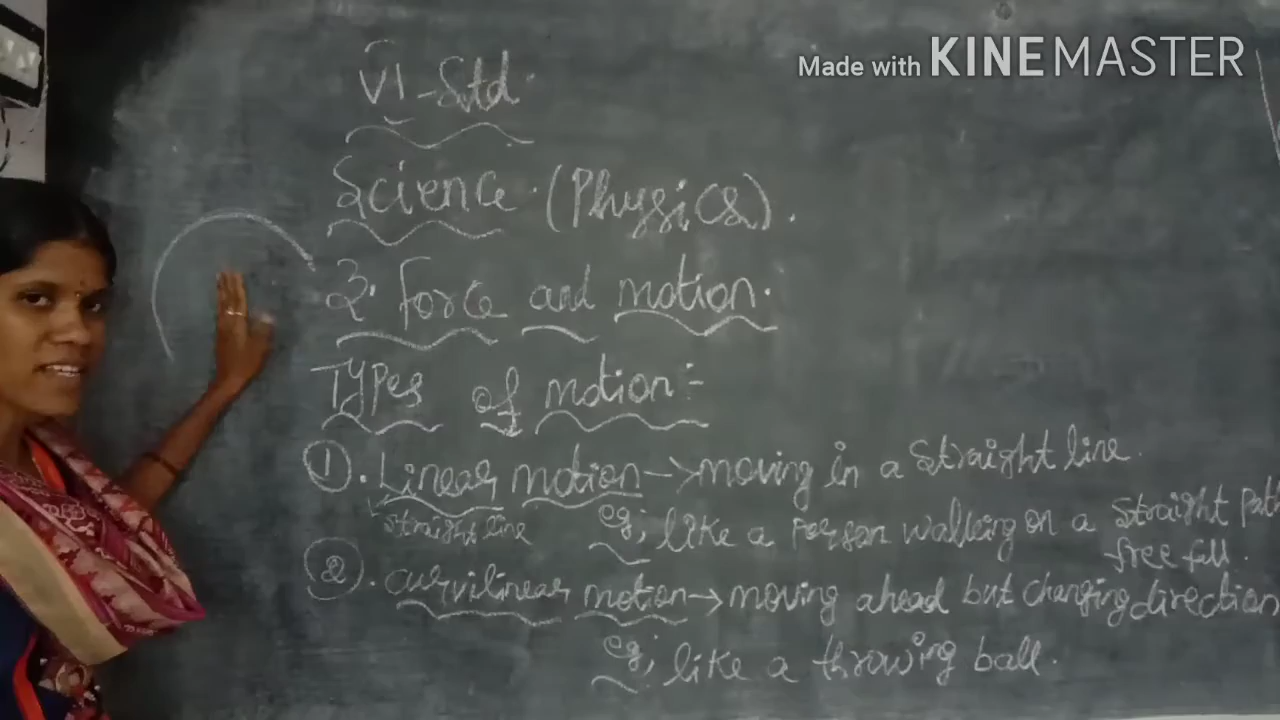 Made with KINEMASTER
VI - Std.
Science. (Physics).
2. Force and motion.
Types of motion:-
1. Linear motion → moving in a straight line.
straight line
eg; like a person walking on a straight path
free fall.
2. curvilinear motion → moving ahead but changing direction
eg; like a throwing ball.